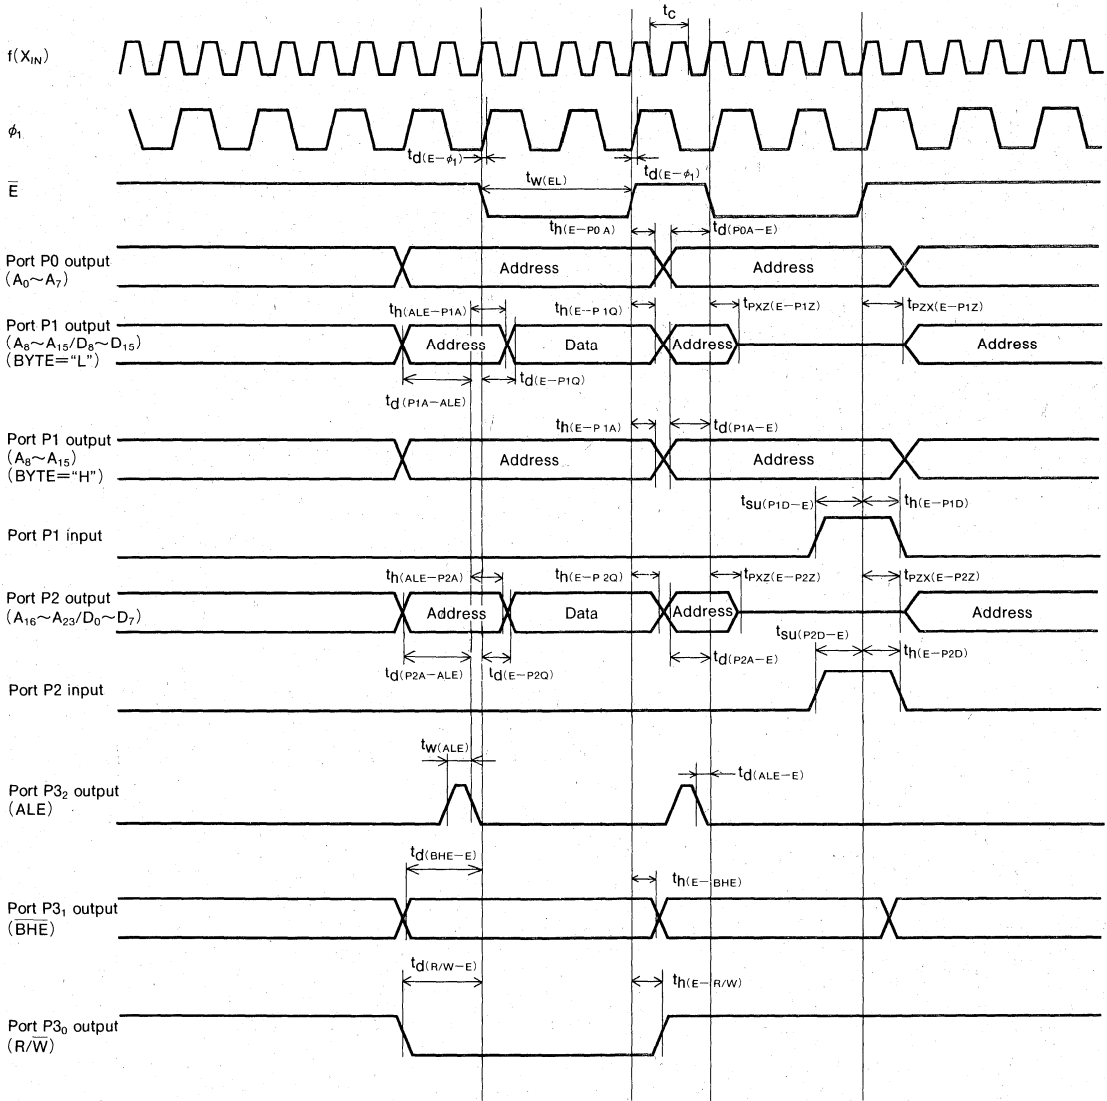 tC
f(XIN)
ϕ1
td(E−ϕ1)
tw(EL)
td(E−ϕ1)
E̅
th(E−P0A)
td(P0A−E)
Port P0 output
(A0~A7)
Address
Address
th(ALE−P1A)
th(E−P1Q)
tPXZ(E−P1Z)
tPZX(E−P1Z)
Port P1 output
(A8~A15/D8~D15)
(BYTE="L")
Address
Data
Address
Address
td(P1A−ALE)
td(E−P1Q)
th(E−P1A)
td(P1A−E)
Port P1 output
(A8~A15)
(BYTE="H")
Address
Address
tsu(P1D−E)
th(E−P1D)
Port P1 input
th(ALE−P2A)
th(E−P2Q)
tPXZ(E−P2Z)
tPZX(E−P2Z)
Port P2 output
(A16~A23/D0~D7)
Address
Data
Address
Address
tsu(P2D−E)
th(E−P2D)
td(P2A−ALE)
td(E−P2Q)
td(P2A−E)
Port P2 input
tw(ALE)
td(ALE−E)
Port P32 output
(ALE)
td(BHE−E)
th(E−BHE)
Port P31 output
(B̅H̅E̅)
td(R/W−E)
th(E−R/W)
Port P30 output
(R/W̅)